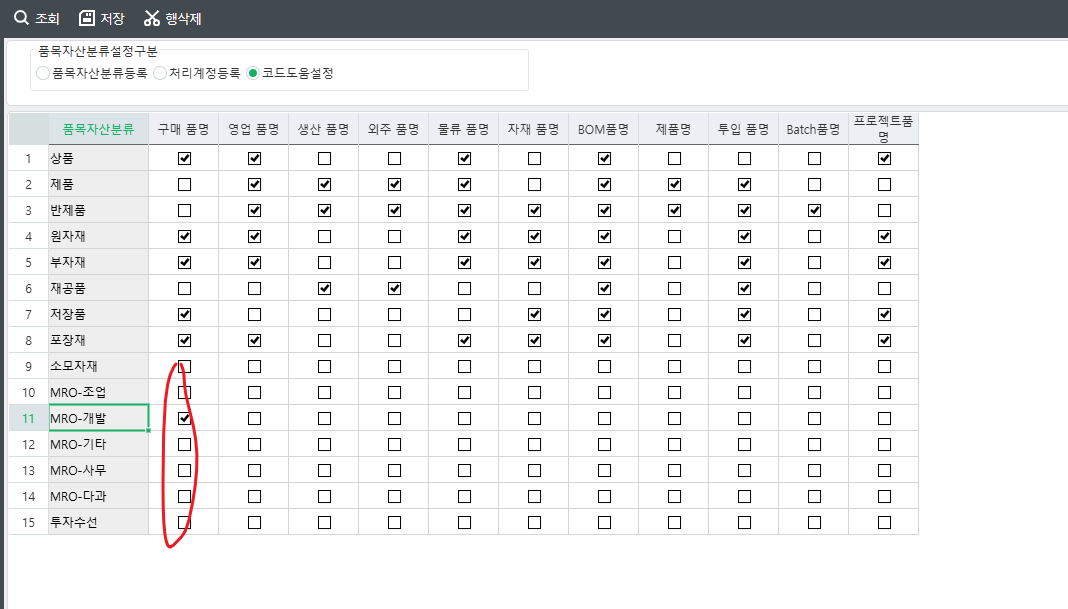 조회 저장 행삭제
품목자산분류설정구분
품목자산분류등록 처리계정등록 코드도움설정
품목자산분류 구매 품명 영업 품명 생산 품명 외주 품명 물류 품명 자재 품명 BOM품명 제품명 투입 품명 Batch품명 프로젝트품
명
1 상품
2 제품
3 반제품
4 원자재
5 부자재
6 재공품
7 저장품
8 포장재
9 소모자재
10 MRO-조업
11 MRO-개발
12 MRO-기타
13 MRO-사무
14 MRO-다과
15 투자수선